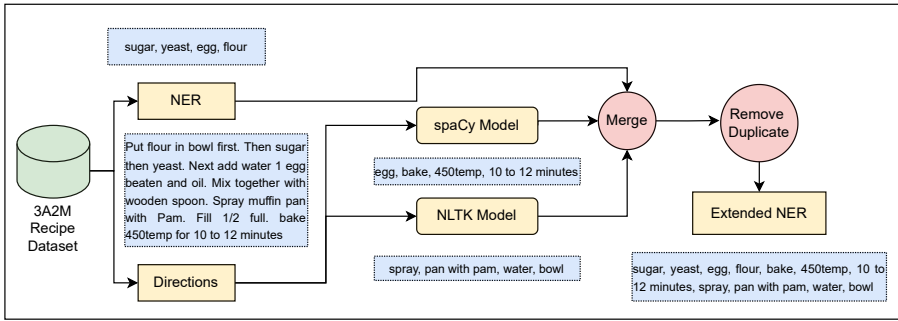 sugar, yeast, egg, flour
NER
3A2M
Recipe
Dataset
Put flour in bowl first. Then sugar
then yeast. Next add water 1 egg
beaten and oil. Mix together with
wooden spoon. Spray muffin pan
with Pam. Fill 1/2 full. bake
450temp for 10 to 12 minutes
Directions
spaCy Model
egg, bake, 450temp, 10 to 12 minutes
NLTK Model
spray, pan with pam, water, bowl
Merge
Remove
Duplicate
Extended NER
sugar, yeast, egg, flour, bake, 450temp, 10 to
12 minutes, spray, pan with pam, water, bowl